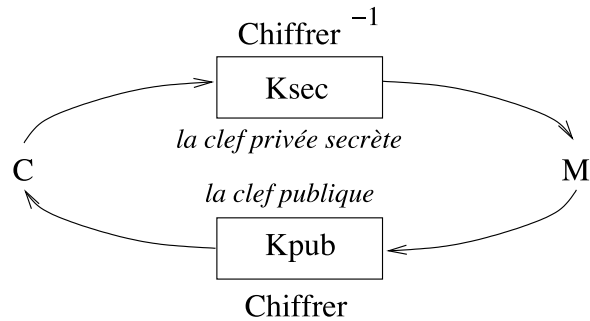 Chiffrer -1
Ksec
la clef privée secrète
C
M
la clef publique
Kpub
Chiffrer